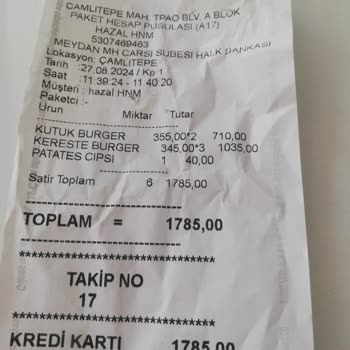 CAMLITEPE MAH. TPAO BLV. A BLOK
PAKET HESAP PUSULASI (A17)
HAZAL HNM
5307469463
MEYDAN MH CARSI SUBESI HALK BANKASI
Lokasyon: ÇAMLITEPE
Tarih :27.08.2024 / Kp 1
Saat :11:39:24 - 11:40:20
Müşteri : hazal HNM
Paketci :-
Urun Miktar Tutar
KUTUK BURGER 355,00*2 710,00
KERESTE BURGER 345,00*3 1035,00
PATATES CIPSI 1 40,00
Satir Toplam 6 1785,00
TOPLAM = 1785,00
******************************
TAKİP NO
17
******************************
KREDİ KARTI 1785,00